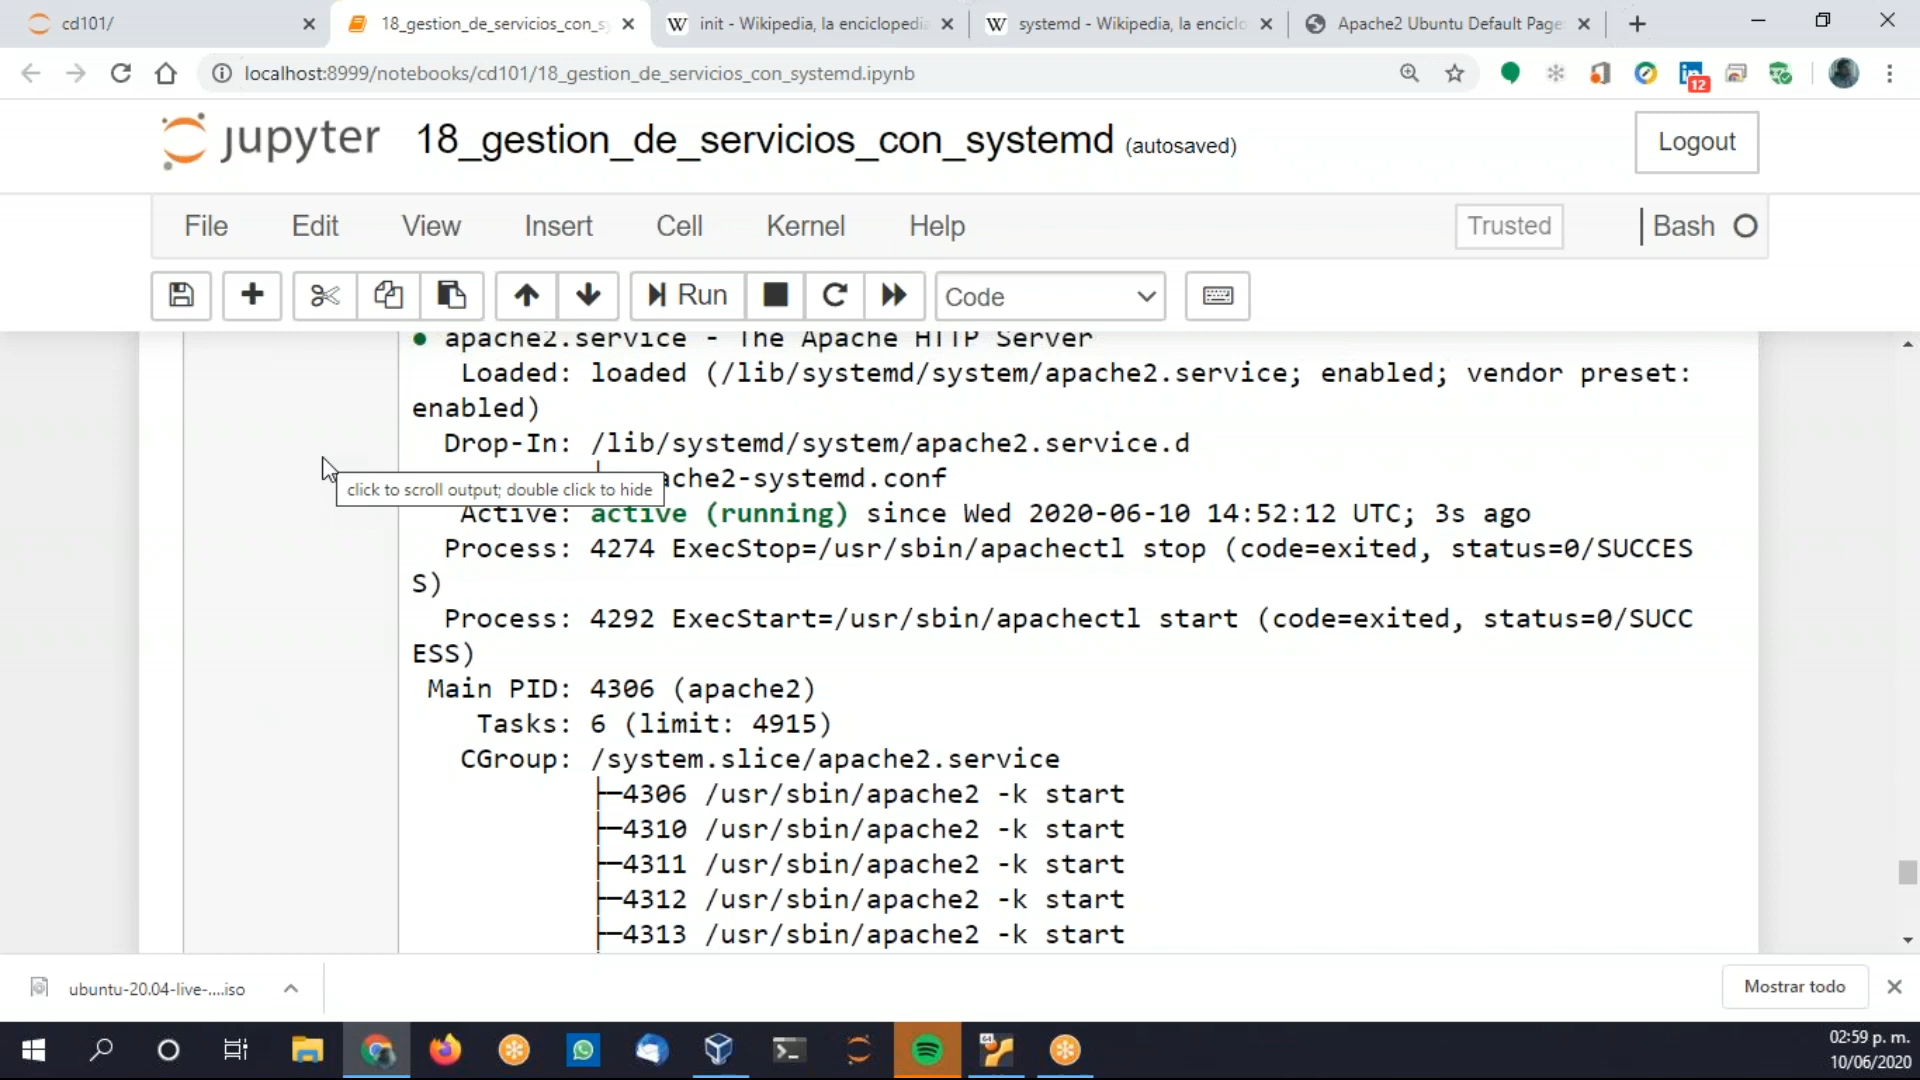 cd101/
18_gestion_de_servicios_con_s
init - Wikipedia, la enciclopedia
systemd - Wikipedia, la enciclo
Apache2 Ubuntu Default Page
localhost:8999/notebooks/cd101/18_gestion_de_servicios_con_systemd.ipynb
12
jupyter 18_gestion_de_servicios_con_systemd (autosaved)
Logout
File Edit View Insert Cell Kernel Help
Trusted
Bash
Run
Code
● apache2.service - The Apache HTTP Server
Loaded: loaded (/lib/systemd/system/apache2.service; enabled; vendor preset:
enabled)
Drop-In: /lib/systemd/system/apache2.service.d
ache2-systemd.conf
click to scroll output; double click to hide
Active: active (running) since Wed 2020-06-10 14:52:12 UTC; 3s ago
Process: 4274 ExecStop=/usr/sbin/apachectl stop (code=exited, status=0/SUCCES
S)
Process: 4292 ExecStart=/usr/sbin/apachectl start (code=exited, status=0/SUCC
ESS)
Main PID: 4306 (apache2)
Tasks: 6 (limit: 4915)
CGroup: /system.slice/apache2.service
├─4306 /usr/sbin/apache2 -k start
├─4310 /usr/sbin/apache2 -k start
├─4311 /usr/sbin/apache2 -k start
├─4312 /usr/sbin/apache2 -k start
├─4313 /usr/sbin/apache2 -k start
ubuntu-20.04-live-....iso
Mostrar todo
02:59 p. m.
10/06/2020